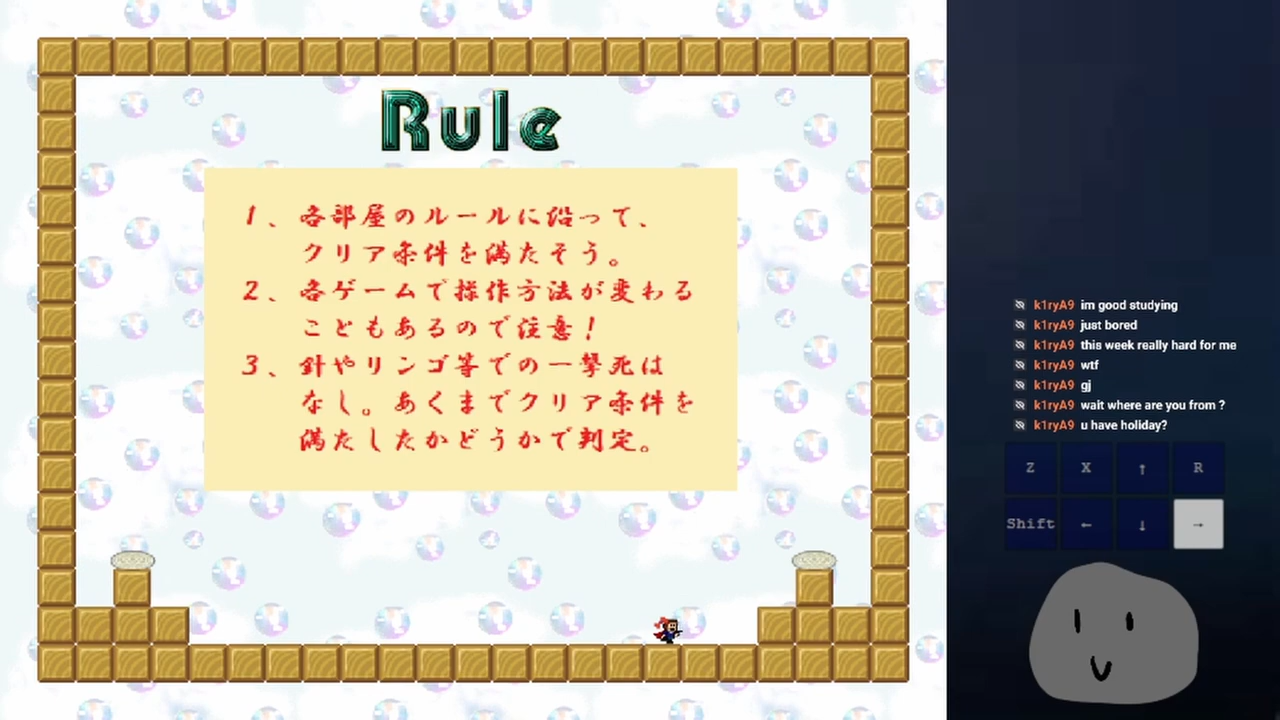 Rule
1、各部屋のルールに沿って、
クリア条件を満たそう。
2、各ゲームで操作方法が変わる
こともあるので注意!
3、針やリンゴ等での一撃死は
なし。あくまでクリア条件を
満たしたかどうかで判定。
k1ryA9 im good studying
k1ryA9 just bored
k1ryA9 this week really hard for me
k1ryA9 wtf
k1ryA9 gj
k1ryA9 wait where are you from ?
k1ryA9 u have holiday?
Z X ↑ R
Shift ← ↓ →